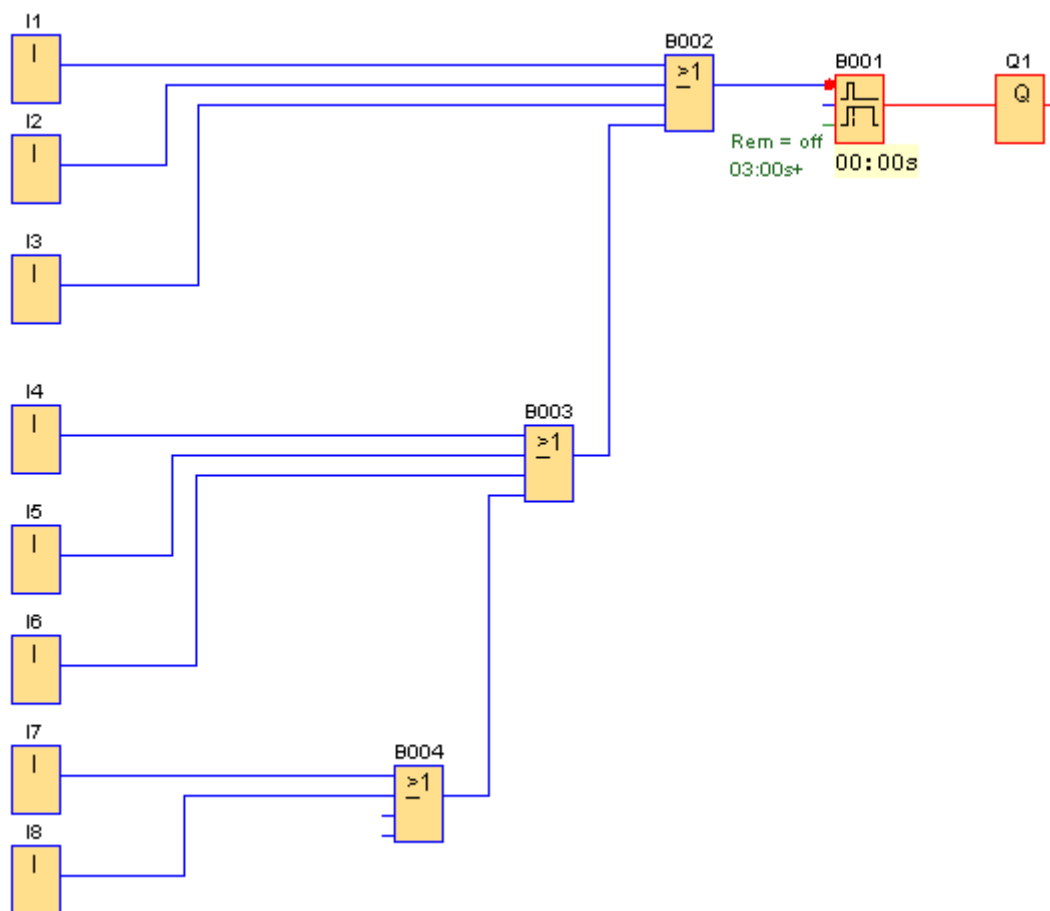 I1
I
B002
≥1
B001
Q1
Q
I2
I
Rem = off
03:00s+
00:00s
I3
I
I4
I
B003
≥1
I5
I
I6
I
I7
I
B004
≥1
I8
I